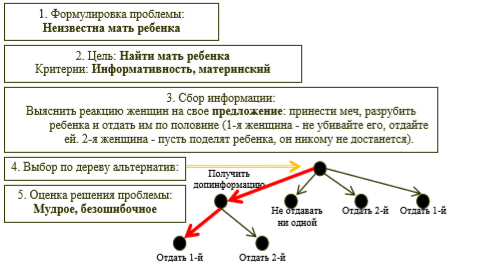 1. Формулировка проблемы:
Неизвестна мать ребенка
2. Цель: Найти мать ребенка
Критерии: Информативность, материнский
3. Сбор информации:
Выяснить реакцию женщин на свое предложение: принести меч, разрубить
ребенка и отдать им по половине (1-я женщина - не убивайте его, отдайте
ей. 2-я женщина - пусть поделят ребенка, он никому не достанется).
4. Выбор по дереву альтернатив:
Получить
допинформацию
5. Оценка решения проблемы:
Мудрое, безошибочное
Не отдавать
ни одной
Отдать 2-й
Отдать 1-й
Отдать 1-й
Отдать 2-й